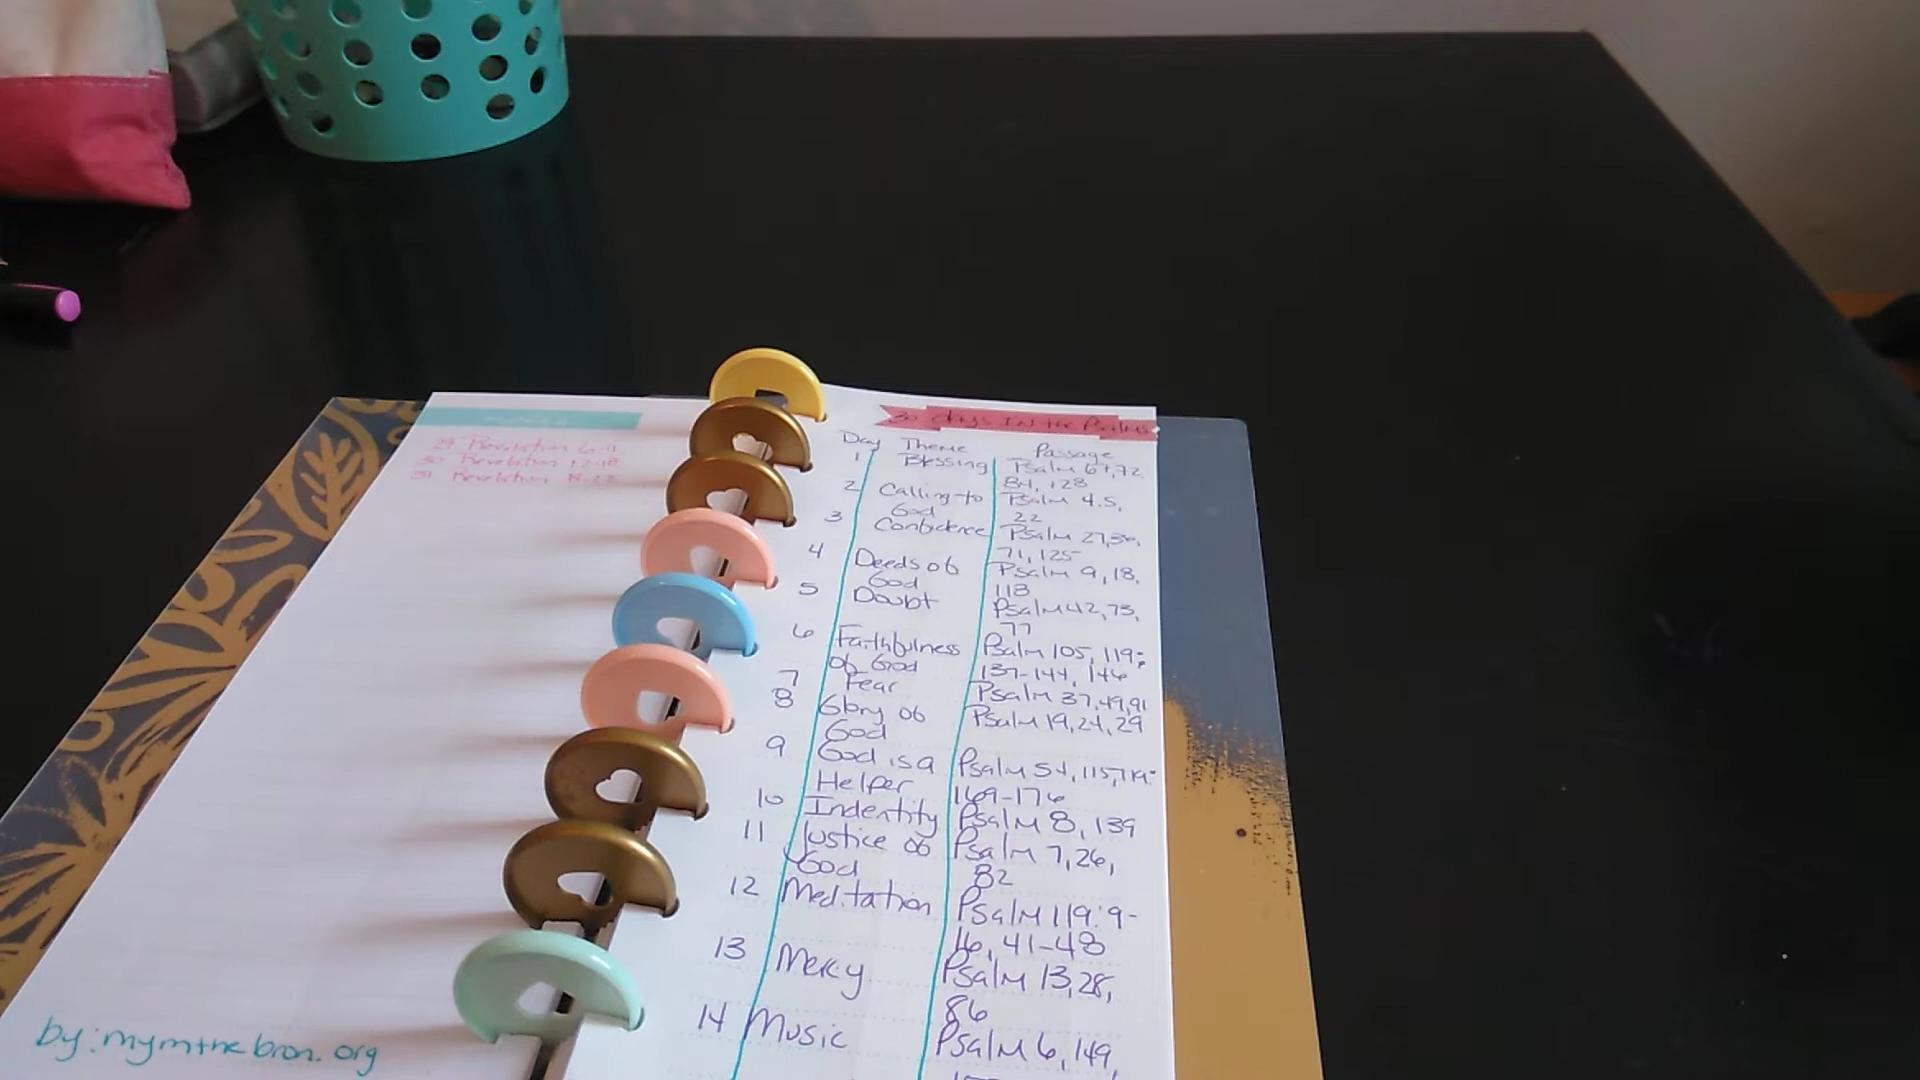 29 Revelation 6-11
30 Revelation 12-18
31 Revelation 19-22
by: mymthebron.org
30 days In the Psalms
Day Theme Passage
1 Blessing Psalm 67, 72,
84, 128
2 Calling to Psalm 4.5,
God 22
3 Confidence Psalm 27, 36,
71, 125
4 Deeds of Psalm 9, 18,
God 118
5 Doubt Psalm 42, 73,
77
6 Faithfulness Psalm 105, 119:
of God 137-144, 146
7 Fear Psalm 37, 49, 91
8 Glory of Psalm 19, 24, 29
God
9 God is a Psalm 54, 115, 119:
Helper 169-176
10 Indentity Psalm 8, 139
11 Justice of Psalm 7, 26,
God 82
12 Meditation Psalm 119:9-
16, 41-48
13 Mercy Psalm 13, 28,
86
14 Music Psalm 6, 149,